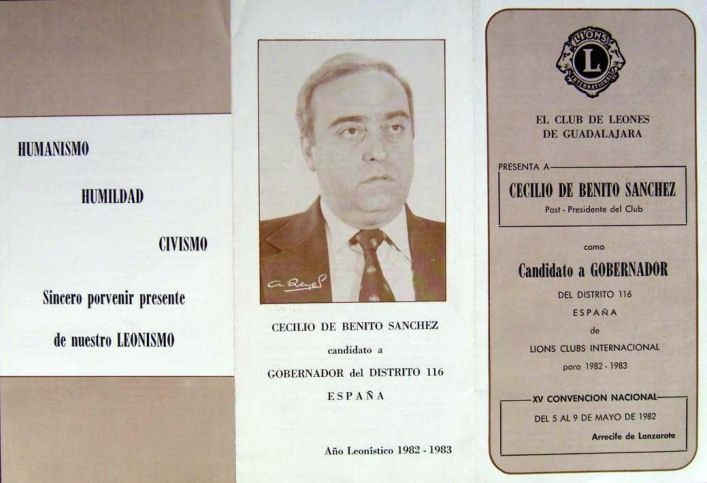 HUMANISMO
HUMILDAD
CIVISMO
Sincero porvenir presente
de nuestro LEONISMO
A. Reyes
CECILIO DE BENITO SANCHEZ
candidato a
GOBERNADOR del DISTRITO 116
ESPAÑA
Año Leonístico 1982 - 1983
LIONS
L
INTERNATIONAL
EL CLUB DE LEONES
DE GUADALAJARA
PRESENTA A
CECILIO DE BENITO SANCHEZ
Past - Presidente del Club
como
Candidato a GOBERNADOR
DEL DISTRITO 116
ESPAÑA
de
LIONS CLUBS INTERNACIONAL
para 1982 - 1983
XV CONVENCION NACIONAL
DEL 5 AL 9 DE MAYO DE 1982
Arrecife de Lanzarote